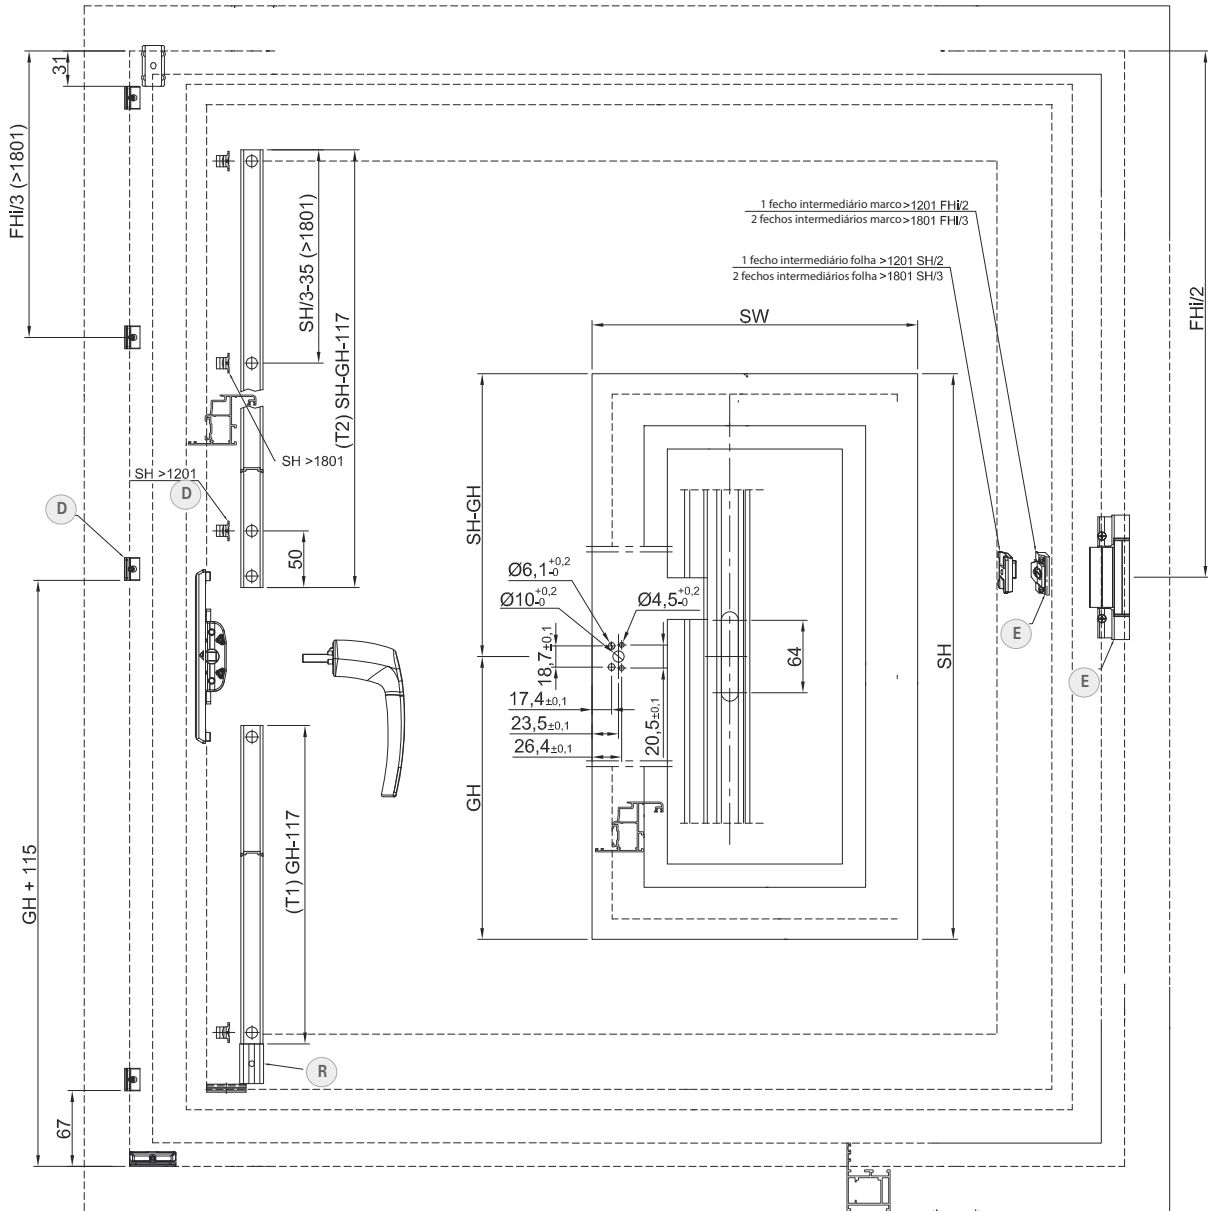 31
FHi/3 (>1801)
SH/3-35 (>1801)
(T2) SH-GH-117
1 fecho intermediário marco >1201 FHi/2
2 fechos intermediários marco >1801 FHI/3
1 fecho intermediário folha >1201 SH/2
2 fechos intermediários folha >1801 SH/3
FHi/2
SW
SH >1801
SH >1201
D
D
50
SH-GH
Ø6,1 +0,2 -0
Ø10 +0,2 -0
Ø4,5 +0,2 -0
18,7±0,1
17,4±0,1
23,5±0,1
26,4±0,1
20,5±0,1
64
SH
E
E
GH
GH + 115
(T1) GH-117
R
67